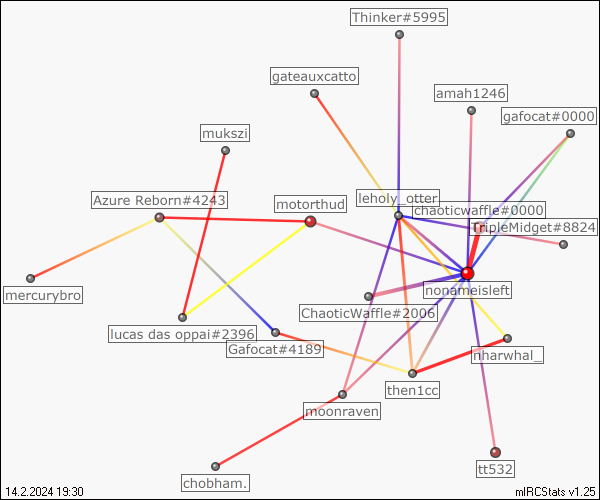 Thinker#5995
gateauxcatto
amah1246
gafocat#0000
mukszi
Azure Reborn#4243
motorthud
leholy_otter
chaoticwaffle#0000
TripleMidget#8824
mercurybro
nonameisleft
ChaoticWaffle#2006
lucas das oppai#2396
Gafocat#4189
nharwhal_
then1cc
moonraven
chobham.
tt532
14.2.2024 19:30
mIRCStats v1.25